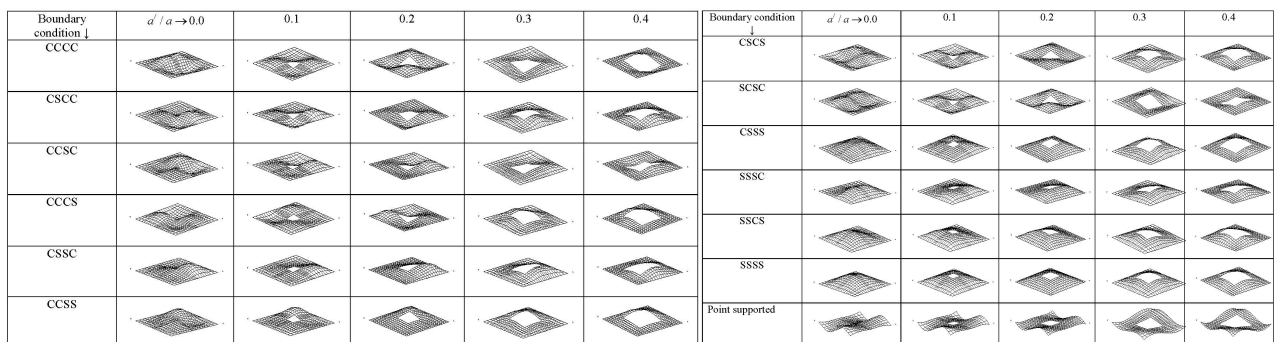 Boundary condition ↓ a′ / a → 0.0 0.1 0.2 0.3 0.4
CCCC
CSCC
CCSC
CCCS
CSSC
CCSS
Boundary condition ↓ a′ / a → 0.0 0.1 0.2 0.3 0.4
CSCS
SCSC
CSSS
SSSC
SSCS
SSSS
Point supported